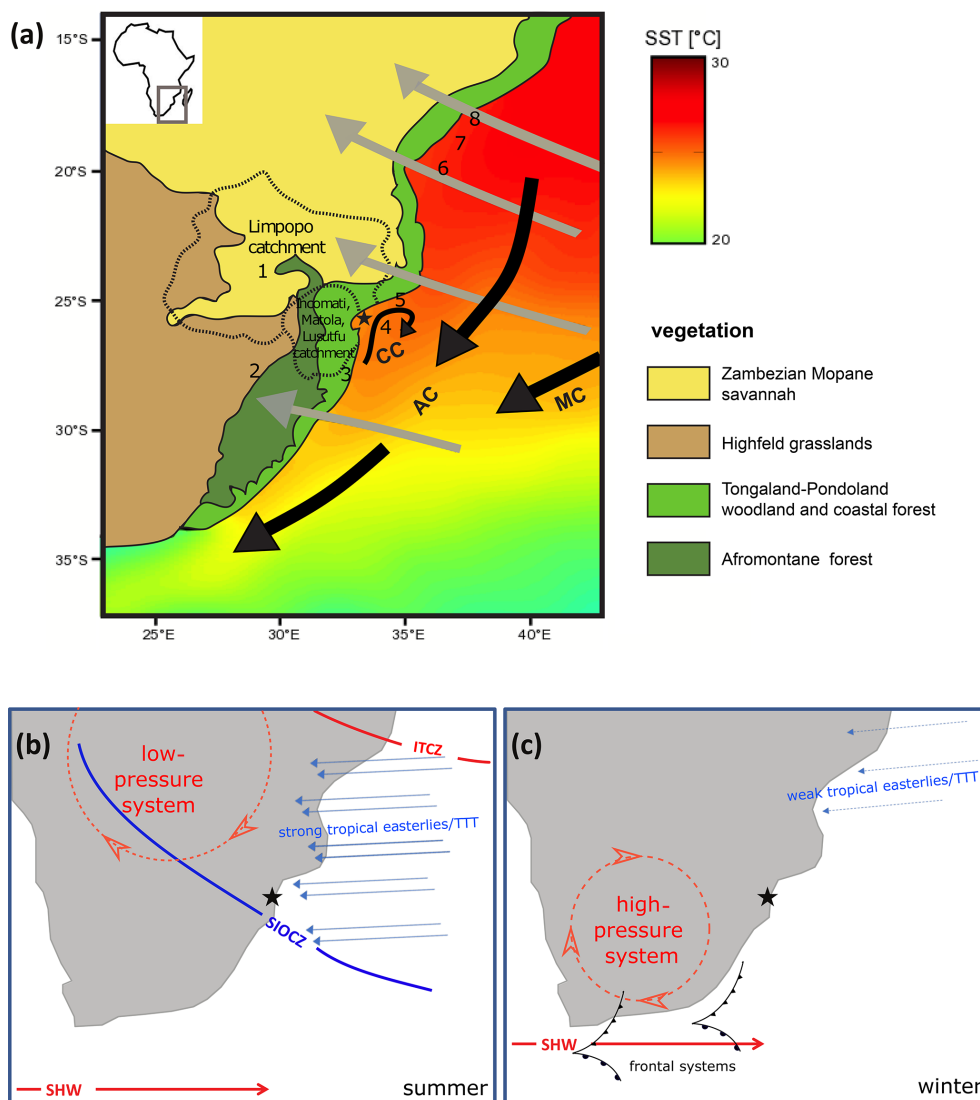 (a)
15°S
20°S
25°S
30°S
35°S
25°E
30°E
35°E
40°E
8
7
6
Limpopo
catchment
1
Incomati,
Matola,
Lusutfu
catchment
5
4
CC
2
3
AC
MC
SST [°C]
30
20
vegetation
Zambezian Mopane
savannah
Highfeld grasslands
Tongaland-Pondoland
woodland and coastal forest
Afromontane forest
(b)
low-
pressure
system
ITCZ
strong tropical easterlies/TTT
SIOCZ
SHW
summer
(c)
weak tropical easterlies/TTT
high-
pressure
system
SHW
frontal systems
winter